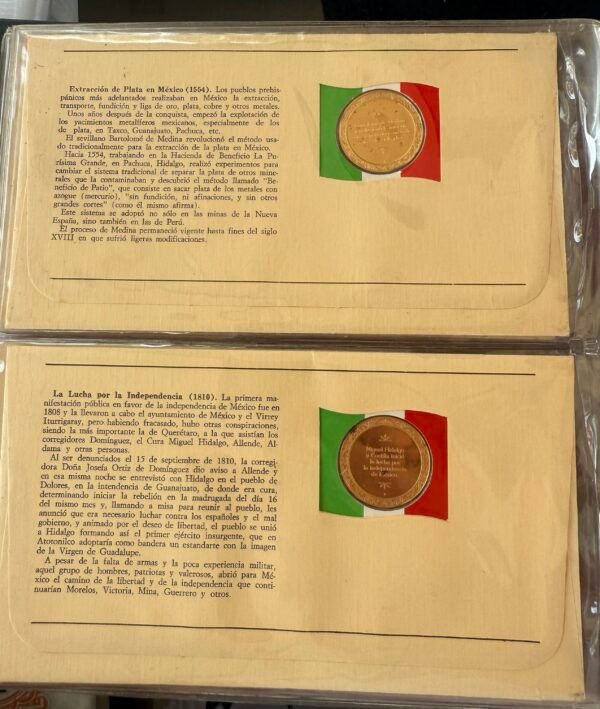 Extracción de Plata en México (1554). Los pueblos prehis-
pánicos más adelantados realizaban en México la extracción,
transporte, fundición y liga de oro, plata, cobre y otros metales.
Unos años después de la conquista, empezó la explotación de
los yacimientos metalíferos mexicanos, especialmente de los
de plata, en Taxco, Guanajuato, Pachuca, etc.
El sevillano Bartolomé de Medina revolucionó el método usa-
do tradicionalmente para la extracción de la plata en México.
Hacia 1554, trabajando en la Hacienda de Beneficio La Pu-
rísima Grande, en Pachuca, Hidalgo, realizó experimentos para
cambiar el sistema tradicional de separar la plata de otros mine-
rales que la contaminaban y descubrió el método llamado "Be-
neficio de Patio", que consiste en sacar plata de los metales con
azogue (mercurio), "sin fundición, ni afinaciones, y sin otros
grandes cortes" (como él mismo afirma).
Este sistema se adoptó no sólo en las minas de la Nueva
España, sino también en las de Perú.
El proceso de Medina permaneció vigente hasta fines del siglo
XVIII en que sufrió ligeras modificaciones.
La Lucha por la Independencia (1810). La primera ma-
nifestación pública en favor de la independencia de México fue en
1808 y la llevaron a cabo el ayuntamiento de México y el Virrey
Iturrigaray, pero habiendo fracasado, hubo otras conspiraciones,
siendo la más importante la de Querétaro, a la que asistían los
corregidores Domínguez, el Cura Miguel Hidalgo, Allende, Al-
dama y otras personas.
Al ser denunciados el 15 de septiembre de 1810, la corregi-
dora Doña Josefa Ortiz de Domínguez dio aviso a Allende y
en esa misma noche se entrevistó con Hidalgo en el pueblo de
Dolores, en la intendencia de Guanajuato, de donde era cura,
determinando iniciar la rebelión en la madrugada del día 16
del mismo mes y, llamando a misa para reunir al pueblo, les
anunció que era necesario luchar contra los españoles y el mal
gobierno, y animado por el deseo de libertad, el pueblo se unió
a Hidalgo formando así el primer ejército insurgente, que en
Atotonilco adoptaría como bandera un estandarte con la imagen
de la Virgen de Guadalupe.
A pesar de la falta de armas y la poca experiencia militar,
aquel grupo de hombres, patriotas y valerosos, abrió para Mé-
xico el camino de la libertad y de la independencia que conti-
nuarían Morelos, Victoria, Mina, Guerrero y otros.
Miguel Hidalgo
y Costilla inició
la lucha por
la independencia
de México.